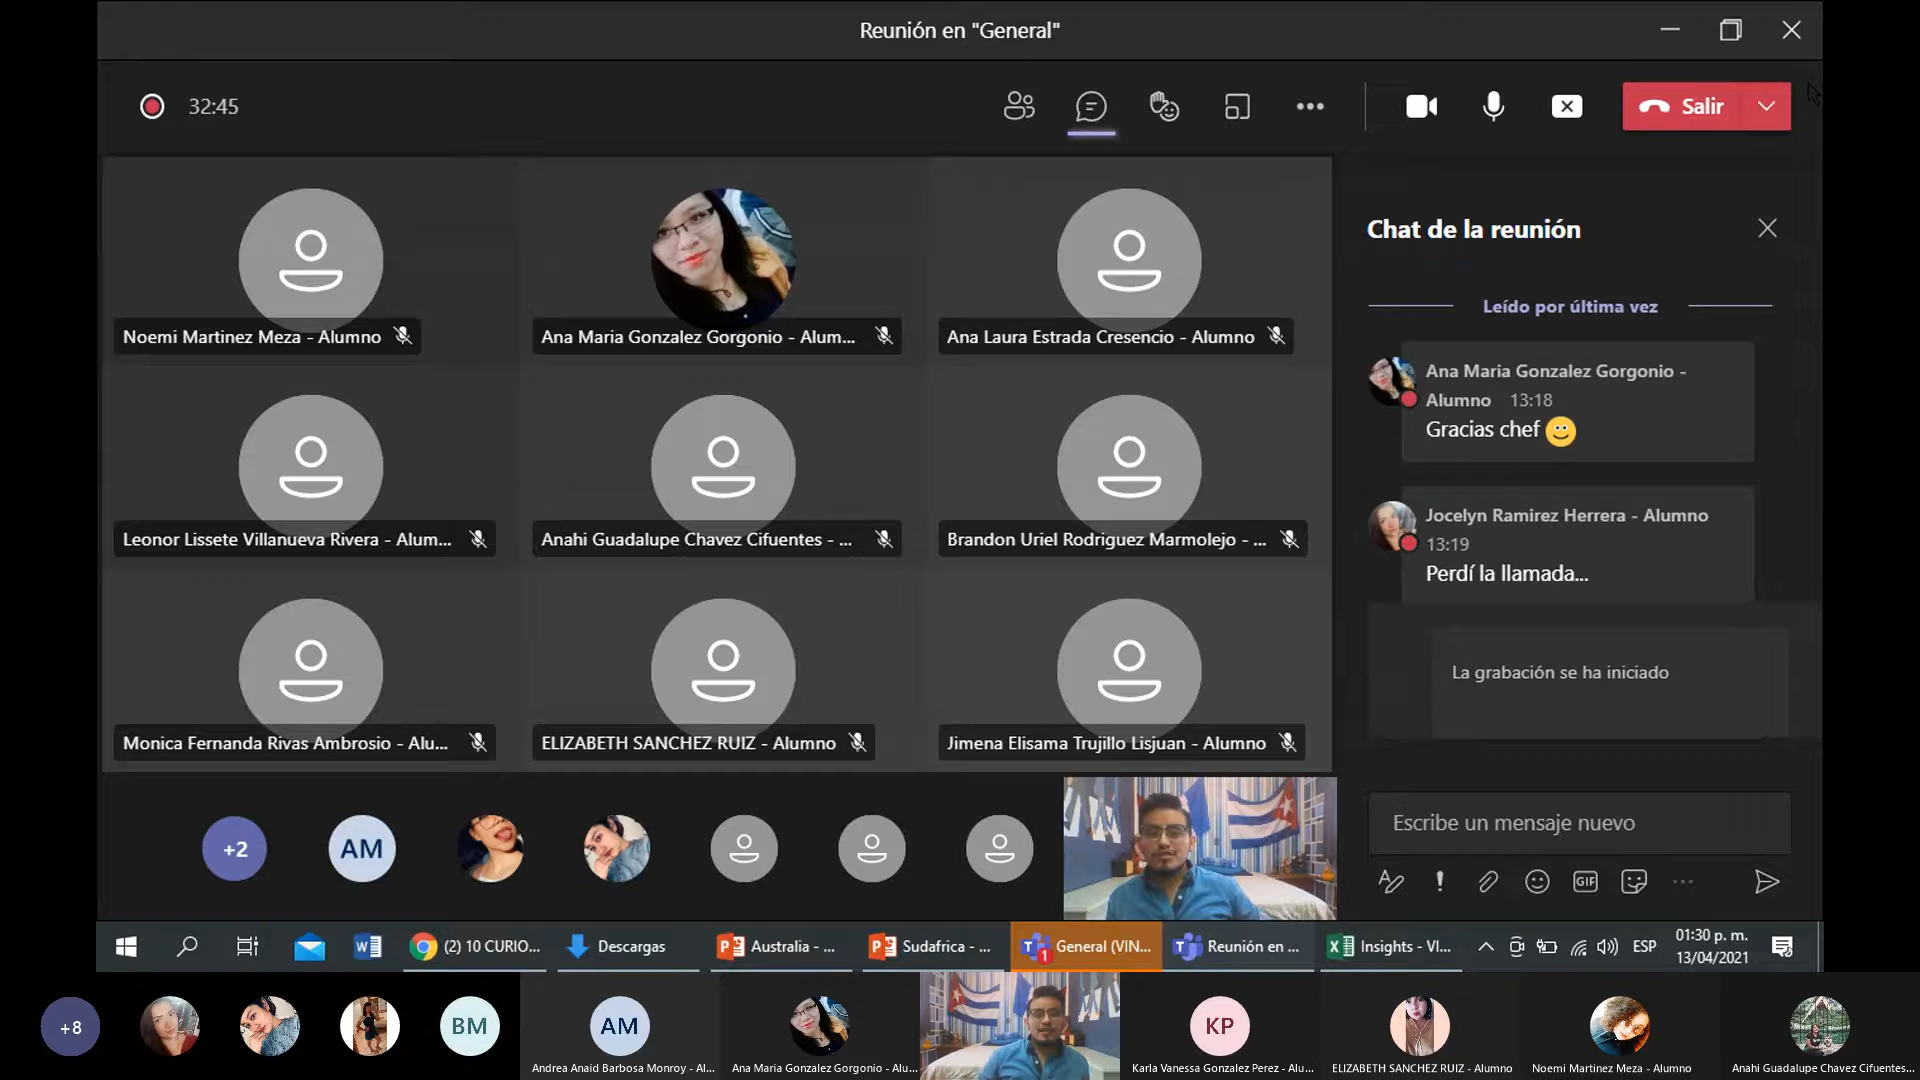 Reunión en "General"
32:45
Salir
Noemi Martinez Meza - Alumno
Ana Maria Gonzalez Gorgonio - Alum...
Ana Laura Estrada Cresencio - Alumno
Leonor Lissete Villanueva Rivera - Alum...
Anahi Guadalupe Chavez Cifuentes - ...
Brandon Uriel Rodriguez Marmolejo - ...
Monica Fernanda Rivas Ambrosio - Alu...
ELIZABETH SANCHEZ RUIZ - Alumno
Jimena Elisama Trujillo Lisjuan - Alumno
+2
AM
Chat de la reunión
Leído por última vez
Ana Maria Gonzalez Gorgonio -
Alumno 13:18
Gracias chef
Jocelyn Ramirez Herrera - Alumno
13:19
Perdí la llamada...
La grabación se ha iniciado
Escribe un mensaje nuevo
GIF
(2) 10 CURIO...
Descargas
Australia - ...
Sudafrica - ...
1
General (VIN...
Reunión en ...
Insights - VI...
ESP
01:30 p. m.
13/04/2021
+8
BM
AM
KP
Andrea Anaid Barbosa Monroy - Al...
Ana Maria Gonzalez Gorgonio - Alu...
Karla Vanessa Gonzalez Perez - Alu...
ELIZABETH SANCHEZ RUIZ - Alumno
Noemi Martinez Meza - Alumno
Anahi Guadalupe Chavez Cifuentes...